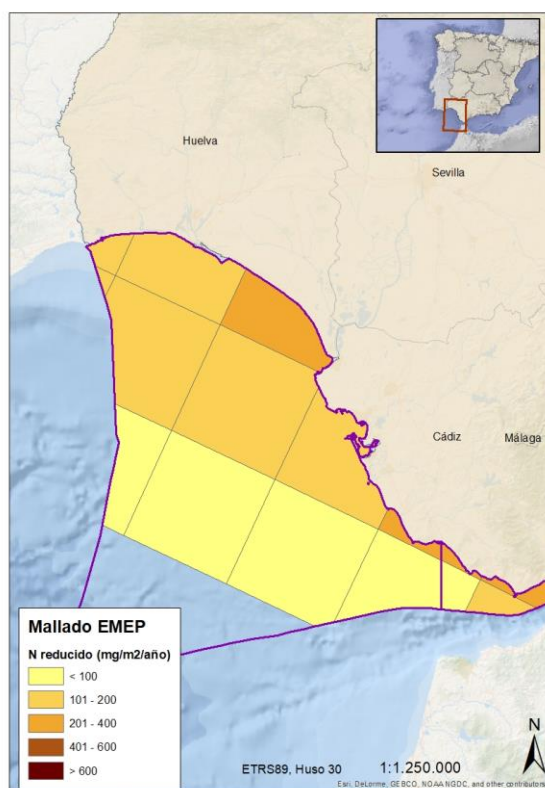 Huelva
Sevilla
Cádiz
Málaga
Mallado EMEP
N reducido (mg/m2/año)
< 100
101 - 200
201 - 400
401 - 600
> 600
ETRS89, Huso 30
1:1.250.000
N
Esri, DeLorme, GEBCO, NOAA NGDC, and other contributors